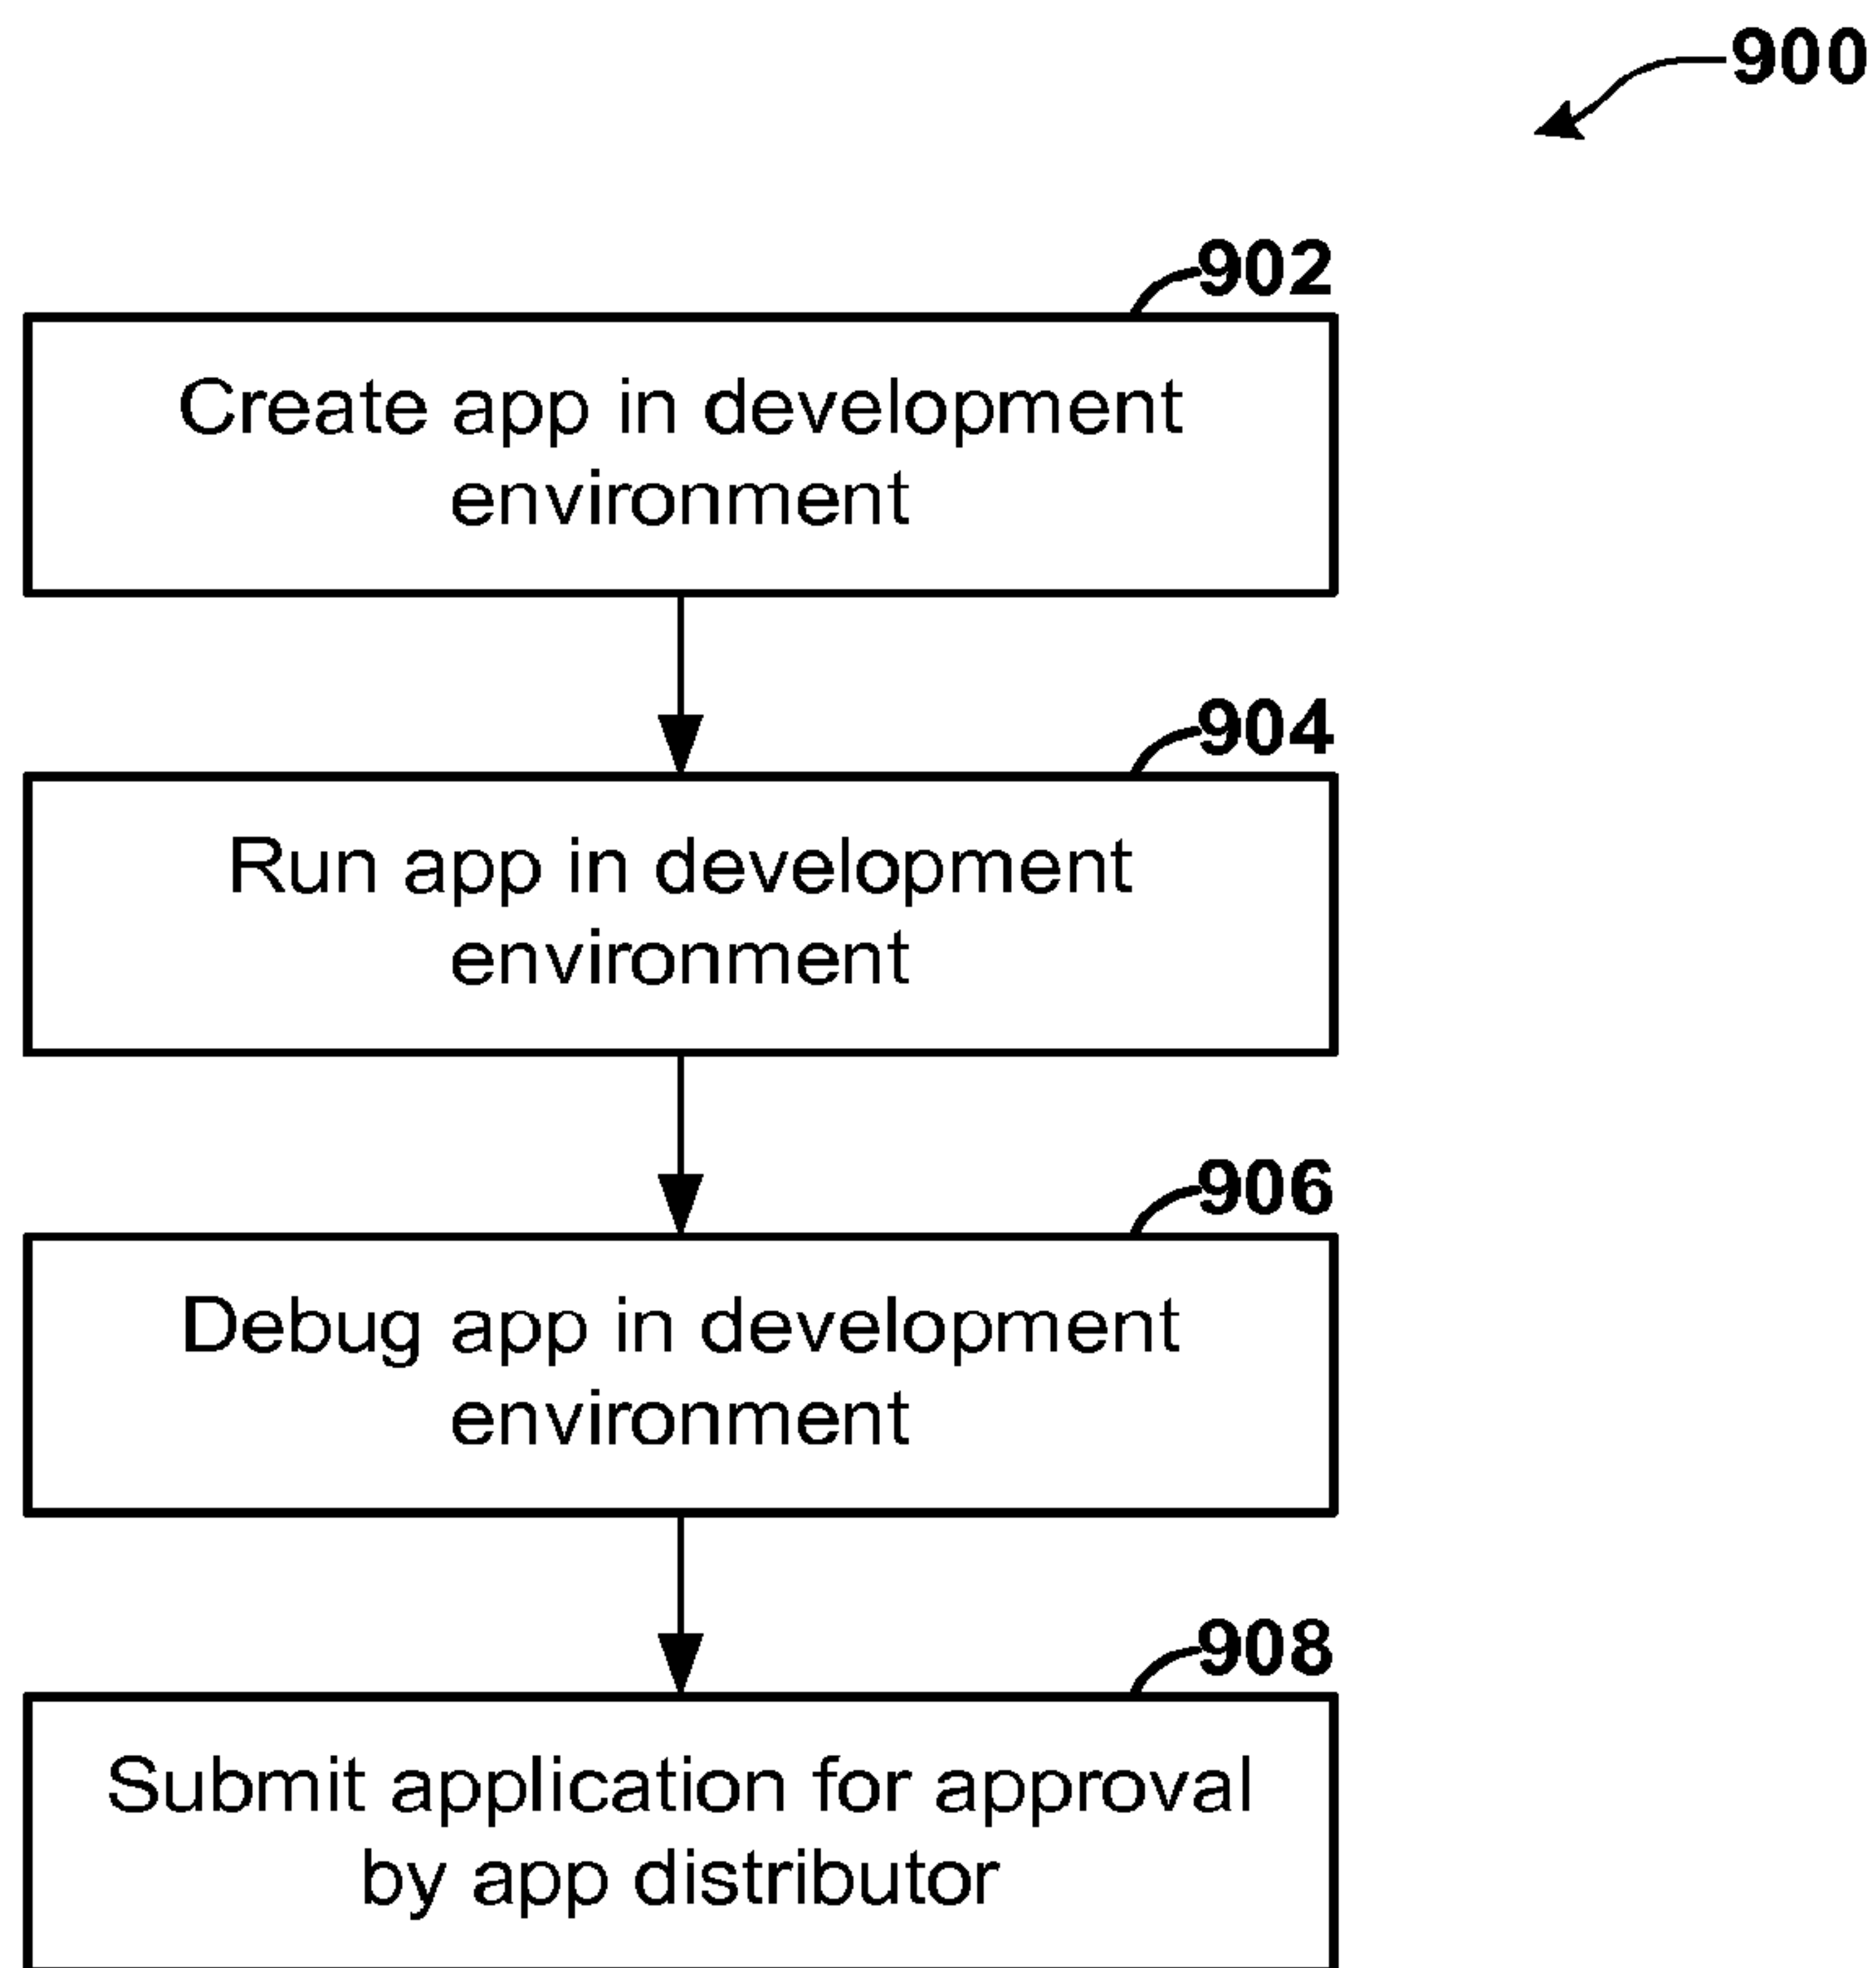 900
902
Create app in development
environment
904
Run app in development
environment
906
Debug app in development
environment
908
Submit application for approval
by app distributor